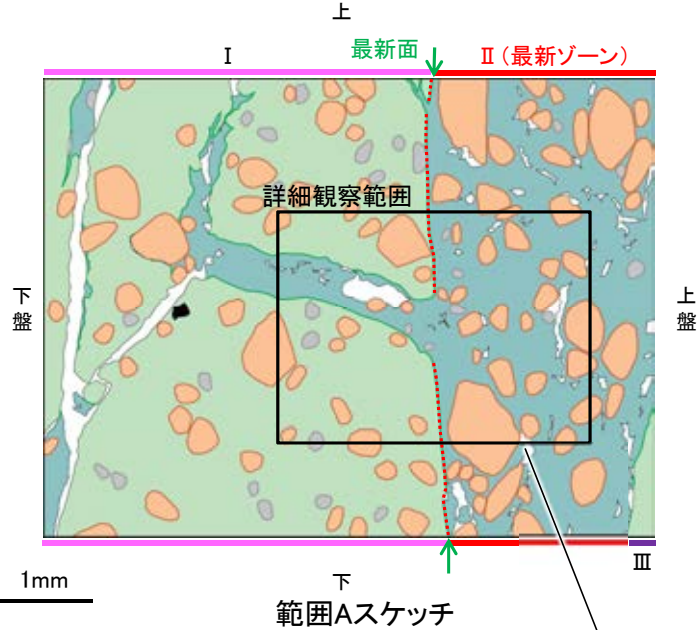 上
I
最新面
II(最新ゾーン)
詳細観察範囲
下盤
上盤
III
1mm
下
範囲Aスケッチ